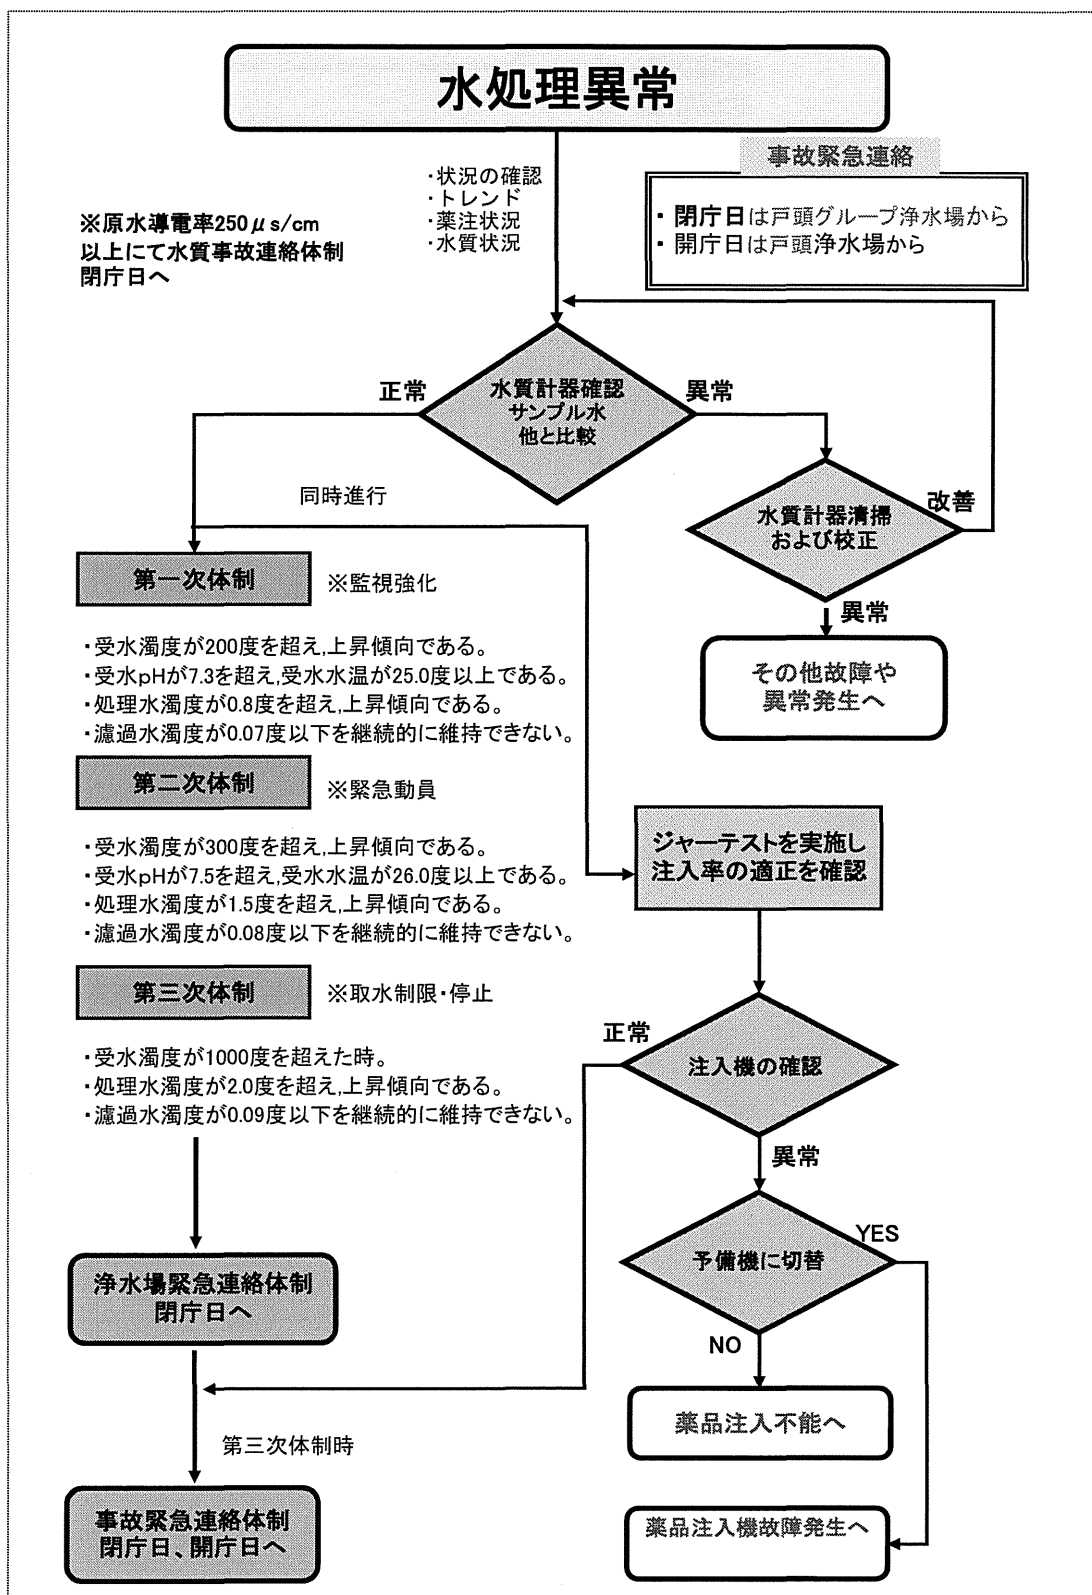 水処理異常
・状況の確認
・トレンド
・薬注状況
・水質状況
事故緊急連絡
・閉庁日は戸頭グループ浄水場から
・開庁日は戸頭浄水場から
※原水導電率250μs/cm
以上にて水質事故連絡体制
閉庁日へ
正常
水質計器確認
サンプル水
他と比較
異常
同時進行
水質計器清掃
および校正
改善
異常
その他故障や
異常発生へ
第一次体制
※監視強化
・受水濁度が200度を超え,上昇傾向である。
・受水pHが7.3を超え,受水水温が25.0度以上である。
・処理水濁度が0.8度を超え,上昇傾向である。
・濾過水濁度が0.07度以下を継続的に維持できない。
第二次体制
※緊急動員
・受水濁度が300度を超え,上昇傾向である。
・受水pHが7.5を超え,受水水温が26.0度以上である。
・処理水濁度が1.5度を超え,上昇傾向である。
・濾過水濁度が0.08度以下を継続的に維持できない。
第三次体制
※取水制限・停止
・受水濁度が1000度を超えた時。
・処理水濁度が2.0度を超え,上昇傾向である。
・濾過水濁度が0.09度以下を継続的に維持できない。
ジャーテストを実施し
注入率の適正を確認
正常
注入機の確認
異常
予備機に切替
YES
NO
薬品注入不能へ
薬品注入機故障発生へ
浄水場緊急連絡体制
閉庁日へ
第三次体制時
事故緊急連絡体制
閉庁日、開庁日へ